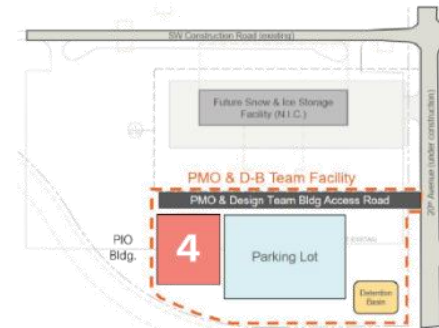 SW Construction Road (existing)
Future Snow & Ice Storage
Facility (N.I.C.)
20th Avenue (under construction)
PMO & D-B Team Facility
PMO & Design Team Bldg Access Road
PIO
Bldg.
4
Parking Lot
Detention
Basin